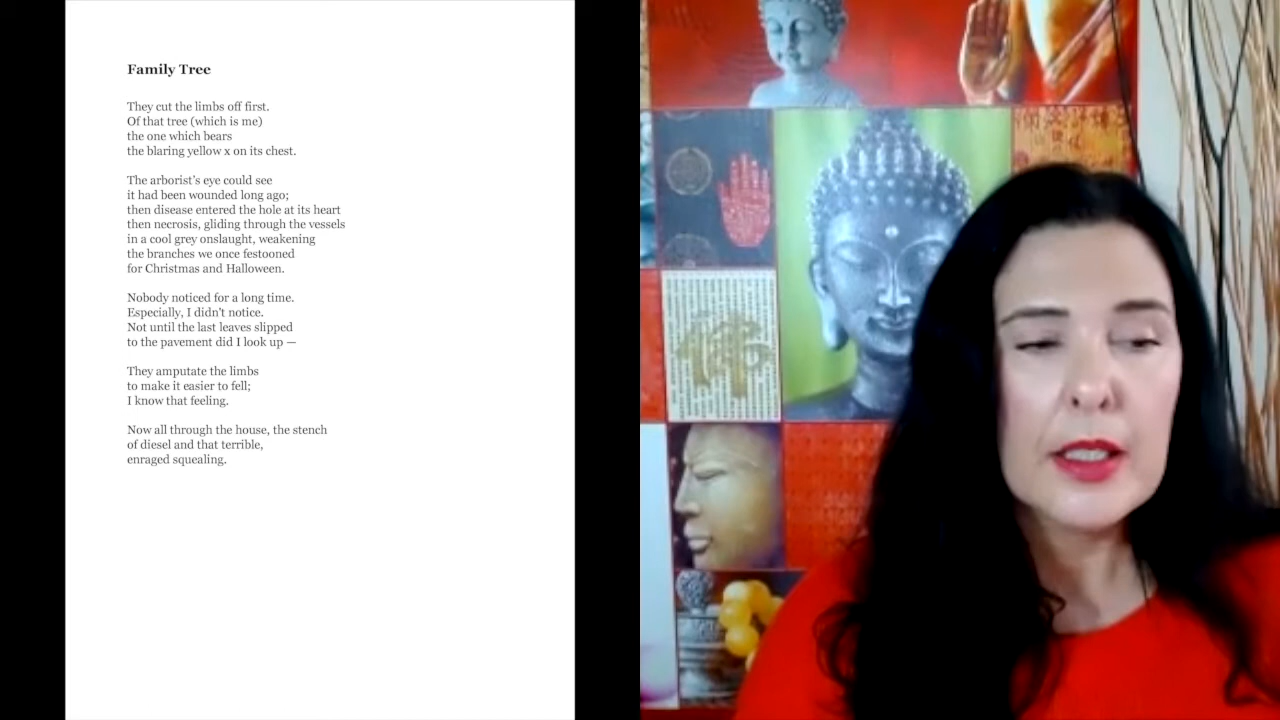 Family Tree
They cut the limbs off first.
Of that tree (which is me)
the one which bears
the blaring yellow x on its chest.
The arborist's eye could see
it had been wounded long ago;
then disease entered the hole at its heart
then necrosis, gliding through the vessels
in a cool grey onslaught, weakening
the branches we once festooned
for Christmas and Halloween.
Nobody noticed for a long time.
Especially, I didn't notice.
Not until the last leaves slipped
to the pavement did I look up —
They amputate the limbs
to make it easier to fell;
I know that feeling.
Now all through the house, the stench
of diesel and that terrible,
enraged squealing.
佛